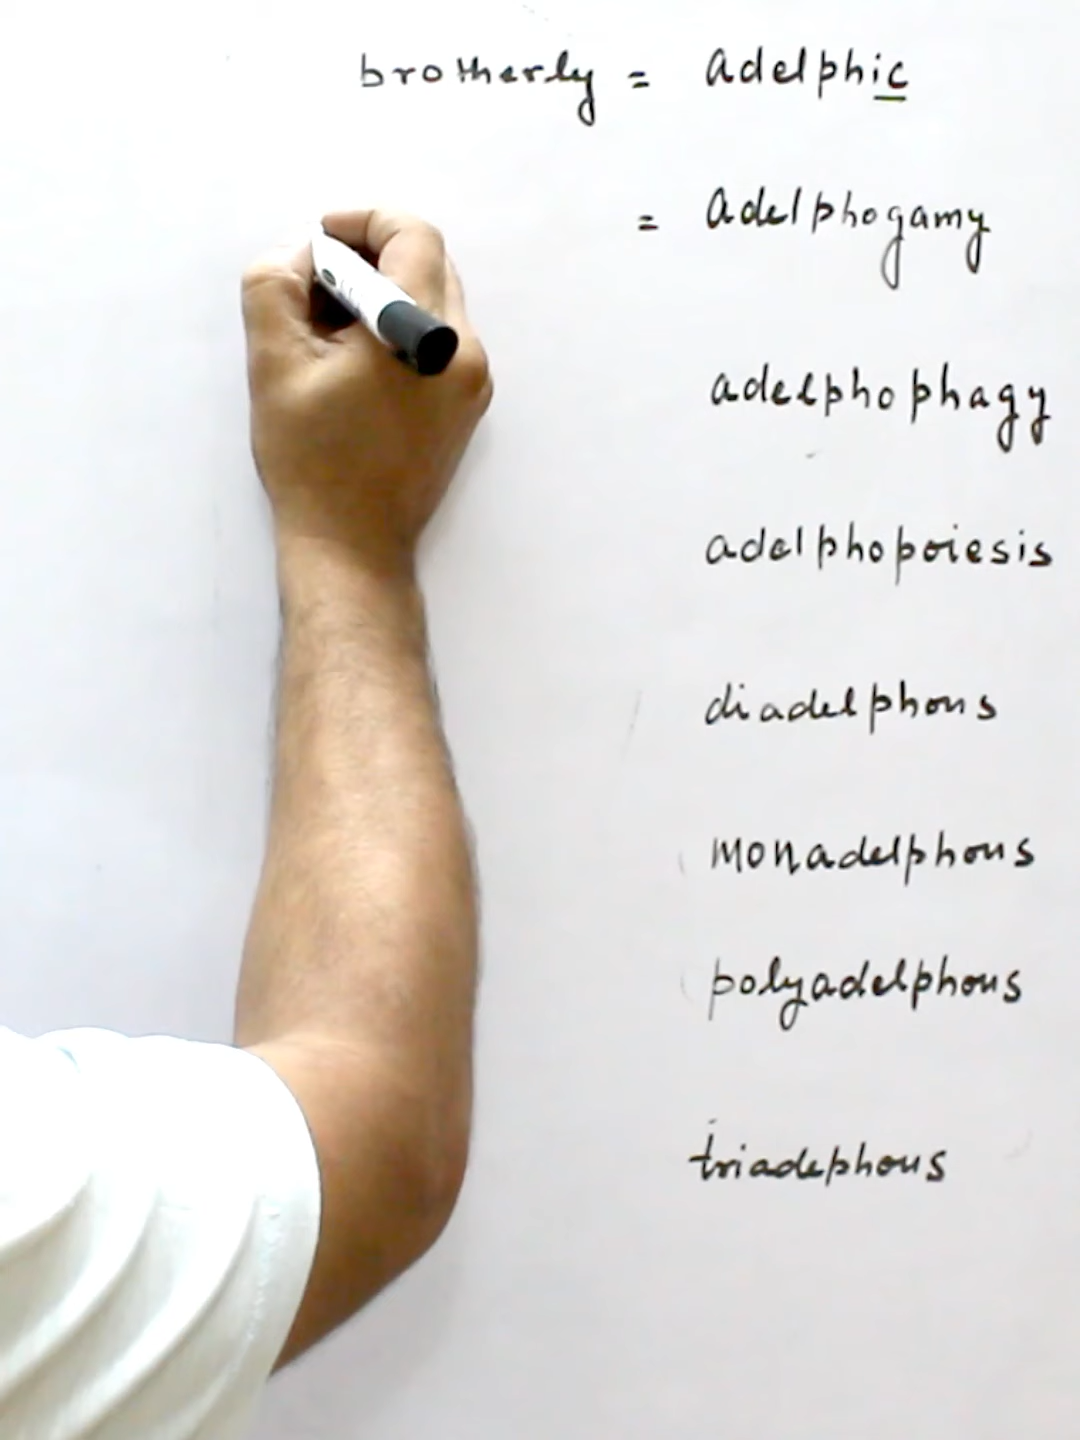 brotherly = adelphic
= adelphogamy
adelphophagy
adelphopoiesis
diadelphous
monadelphous
polyadelphous
triadephous